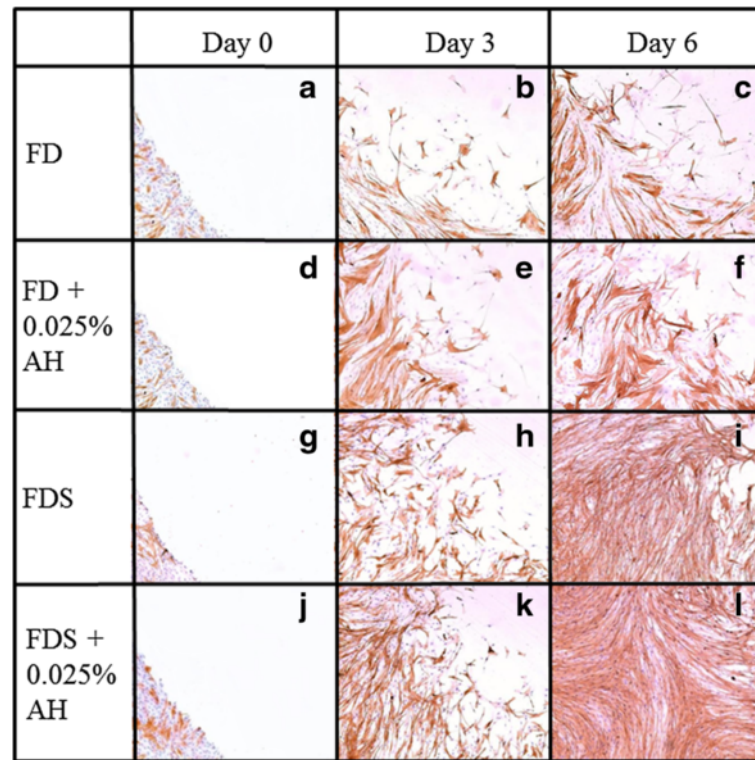 Day 0 Day 3 Day 6
FD a b c
FD +
0.025%
AH
d e f
FDS g h i
FDS +
0.025%
AH
j k l